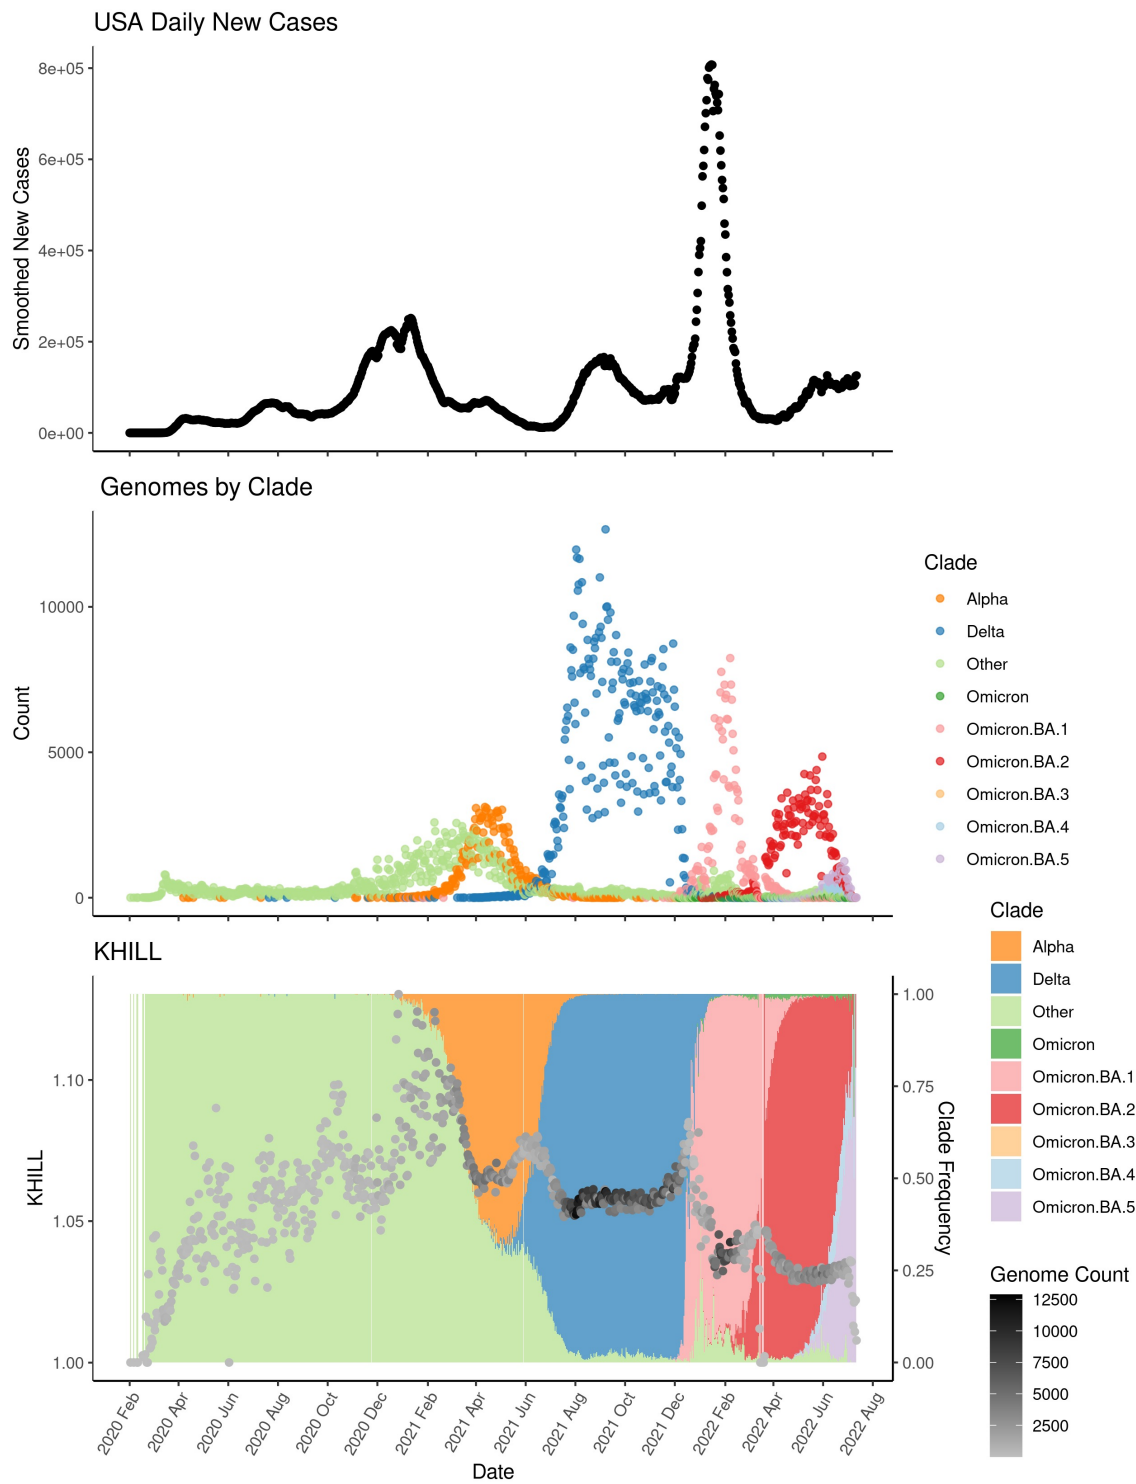 USA Daily New Cases
8e+05
6e+05
4e+05
2e+05
0e+00
Smoothed New Cases
Genomes by Clade
10000
5000
0
Count
Clade
Alpha
Delta
Other
Omicron
Omicron.BA.1
Omicron.BA.2
Omicron.BA.3
Omicron.BA.4
Omicron.BA.5
KHILL
1.10
1.05
1.00
KHILL
1.00
0.75
0.50
0.25
0.00
Clade Frequency
Clade
Alpha
Delta
Other
Omicron
Omicron.BA.1
Omicron.BA.2
Omicron.BA.3
Omicron.BA.4
Omicron.BA.5
Genome Count
12500
10000
7500
5000
2500
2020 Feb
2020 Apr
2020 Jun
2020 Aug
2020 Oct
2020 Dec
2021 Feb
2021 Apr
2021 Jun
2021 Aug
2021 Oct
2021 Dec
2022 Feb
2022 Apr
2022 Jun
2022 Aug
Date